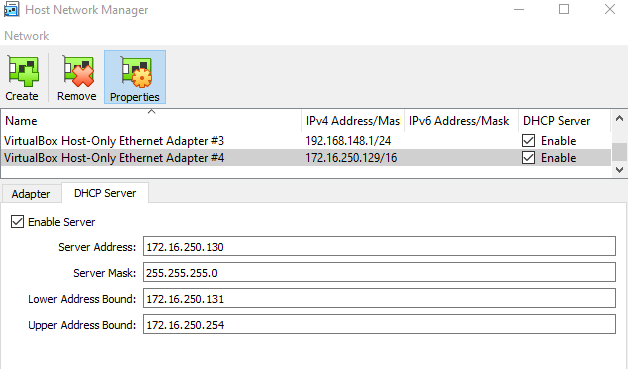 Host Network Manager
Network
Create Remove Properties
Name IPv4 Address/Mas IPv6 Address/Mask DHCP Server
VirtualBox Host-Only Ethernet Adapter #3 192.168.148.1/24 Enable
VirtualBox Host-Only Ethernet Adapter #4 172.16.250.129/16 Enable
Adapter DHCP Server
Enable Server
Server Address: 172.16.250.130
Server Mask: 255.255.255.0
Lower Address Bound: 172.16.250.131
Upper Address Bound: 172.16.250.254